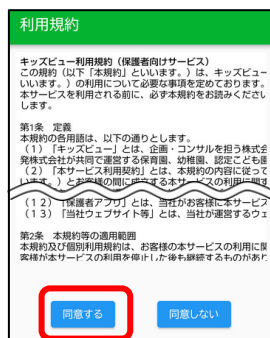 利用規約
キッズビュー利用規約（保護者向けサービス）
この規約（以下「本規約」といいます。）は、キッズビュー
いいます。）の利用について必要な事項を定めております。
本サービスを利用される前に、必ず本規約をお読みくださ
します。
第1条　定義
本規約の各用語は、以下の通りとします。
（１）「キッズビュー」とは、企画・コンサルを担う株式会
発株式会社が共同で運営する保育園、幼稚園、認定こども園
（２）「本サービス利用契約」とは、本規約の内容に従って
います。）とお客様の間に成立する本サービスの利用に関す
（１２）「保護者アプリ」とは、当社がお客様に本サービ
（１３）「当社ウェブサイト等」とは、当社が運営するウェ
第2条　本規約等の適用範囲
本規約及び個別利用規約は、お客様の本サービスの利用に関
客様が本サービスの利用を停止した後も継続するものがあり
同意する
同意しない